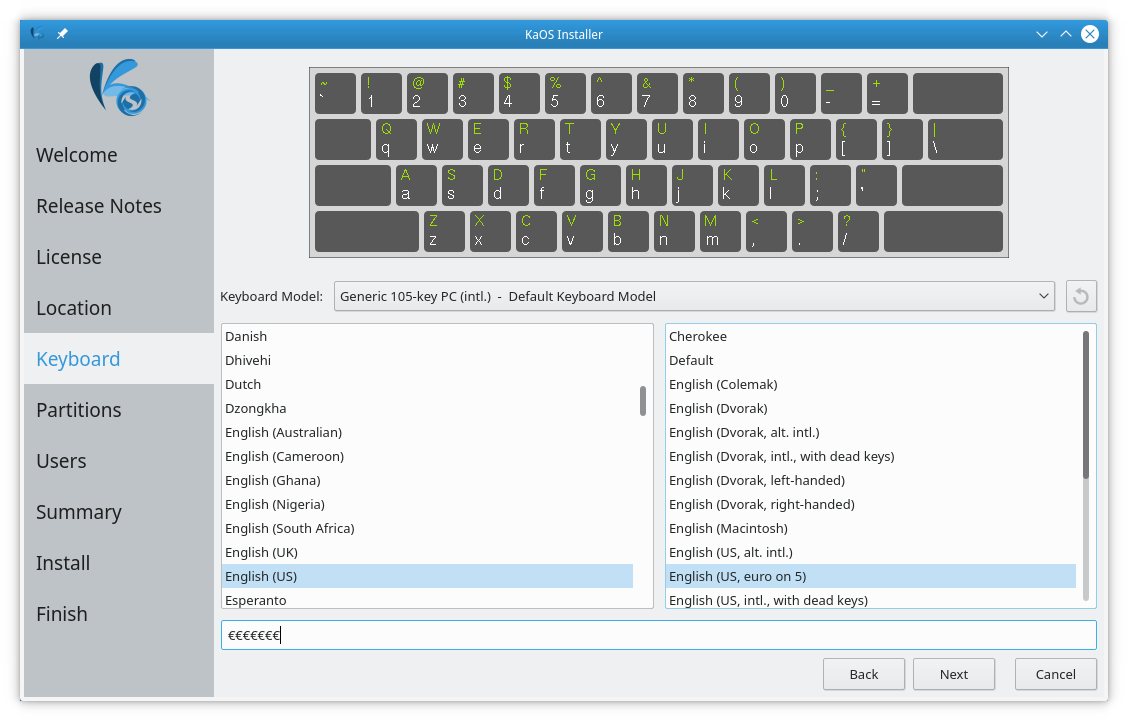 KaOS Installer
Welcome
Release Notes
License
Location
Keyboard
Partitions
Users
Summary
Install
Finish
~ ! @ # $ % ^ & * ( ) _ +
` 1 2 3 4 5 6 7 8 9 0 - =
Q W E R T Y U I O P { } |
q w e r t y u i o p [ ] \
A S D F G H J K L : "
a s d f g h j k l ; '
Z X C V B N M < > ?
z x c v b n m , . /
Keyboard Model: Generic 105-key PC (intl.)  -  Default Keyboard Model
Danish
Dhivehi
Dutch
Dzongkha
English (Australian)
English (Cameroon)
English (Ghana)
English (Nigeria)
English (South Africa)
English (UK)
English (US)
Esperanto
Cherokee
Default
English (Colemak)
English (Dvorak)
English (Dvorak, alt. intl.)
English (Dvorak, intl., with dead keys)
English (Dvorak, left-handed)
English (Dvorak, right-handed)
English (Macintosh)
English (US, alt. intl.)
English (US, euro on 5)
English (US, intl., with dead keys)
€€€€€€€
Back
Next
Cancel